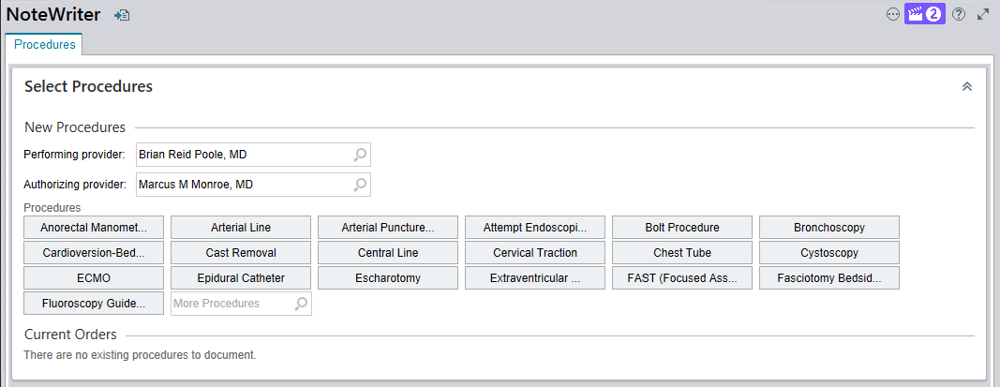 NoteWriter
2
Procedures
Select Procedures
New Procedures
Performing provider: Brian Reid Poole, MD
Authorizing provider: Marcus M Monroe, MD
Procedures
Anorectal Manomet... Arterial Line Arterial Puncture... Attempt Endoscopi... Bolt Procedure Bronchoscopy
Cardioversion-Bed... Cast Removal Central Line Cervical Traction Chest Tube Cystoscopy
ECMO Epidural Catheter Escharotomy Extraventricular ... FAST (Focused Ass... Fasciotomy Bedsid...
Fluoroscopy Guide... More Procedures
Current Orders
There are no existing procedures to document.